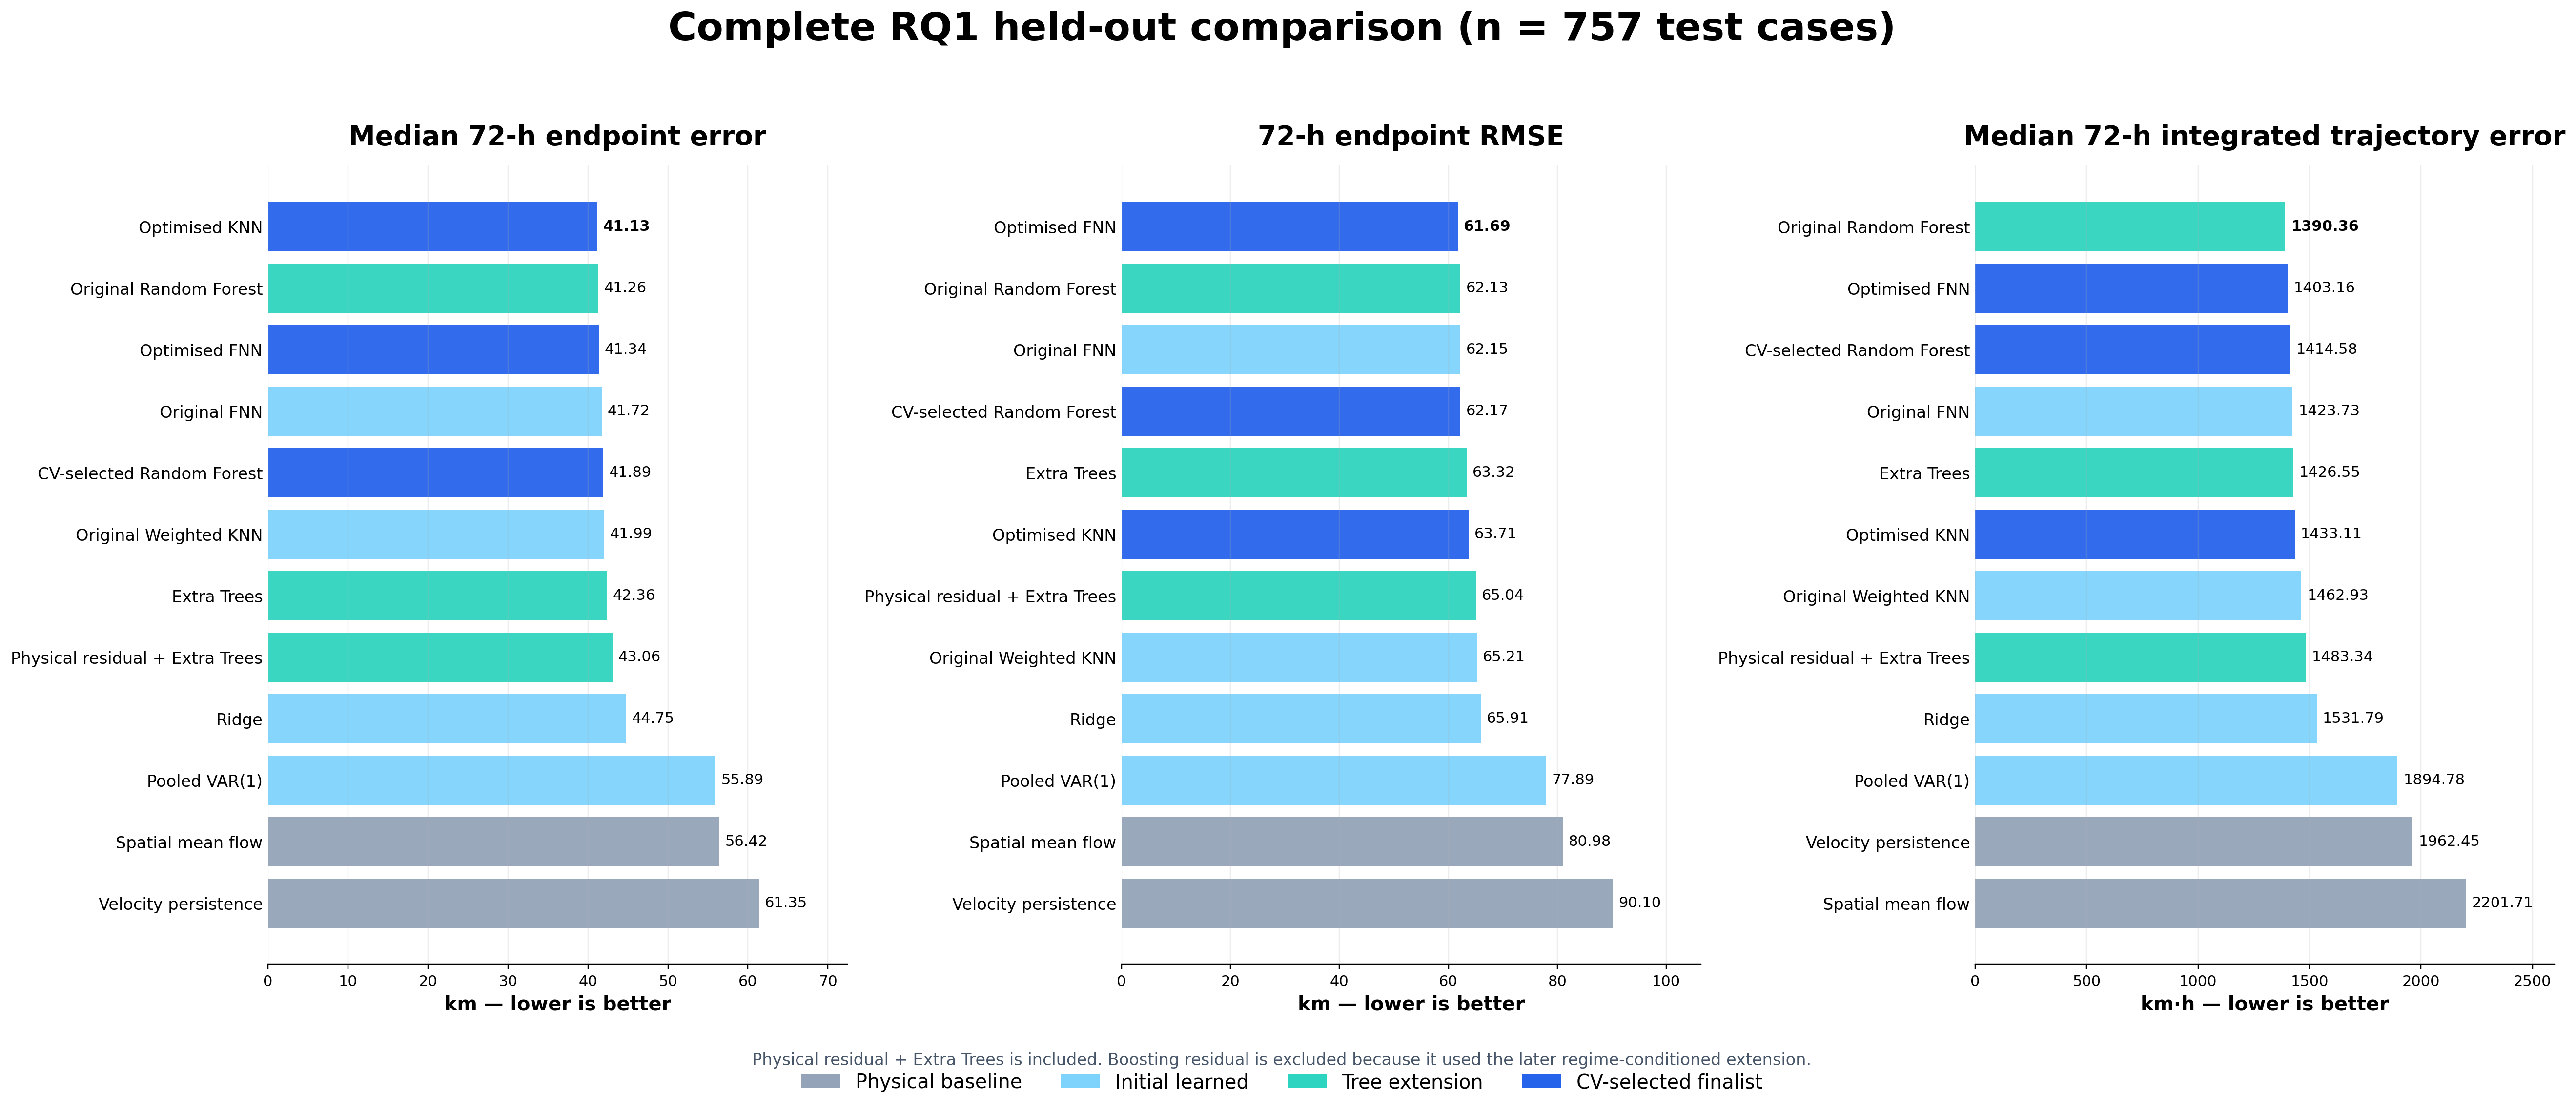 Complete RQ1 held-out comparison (n = 757 test cases)
Median 72-h endpoint error
Optimised KNN 41.13
Original Random Forest 41.26
Optimised FNN 41.34
Original FNN 41.72
CV-selected Random Forest 41.89
Original Weighted KNN 41.99
Extra Trees 42.36
Physical residual + Extra Trees 43.06
Ridge 44.75
Pooled VAR(1) 55.89
Spatial mean flow 56.42
Velocity persistence 61.35
0 10 20 30 40 50 60 70
km — lower is better
72-h endpoint RMSE
Optimised FNN 61.69
Original Random Forest 62.13
Original FNN 62.15
CV-selected Random Forest 62.17
Extra Trees 63.32
Optimised KNN 63.71
Physical residual + Extra Trees 65.04
Original Weighted KNN 65.21
Ridge 65.91
Pooled VAR(1) 77.89
Spatial mean flow 80.98
Velocity persistence 90.10
0 20 40 60 80 100
km — lower is better
Median 72-h integrated trajectory error
Original Random Forest 1390.36
Optimised FNN 1403.16
CV-selected Random Forest 1414.58
Original FNN 1423.73
Extra Trees 1426.55
Optimised KNN 1433.11
Original Weighted KNN 1462.93
Physical residual + Extra Trees 1483.34
Ridge 1531.79
Pooled VAR(1) 1894.78
Velocity persistence 1962.45
Spatial mean flow 2201.71
0 500 1000 1500 2000 2500
km·h — lower is better
Physical residual + Extra Trees is included. Boosting residual is excluded because it used the later regime-conditioned extension.
Physical baseline Initial learned Tree extension CV-selected finalist